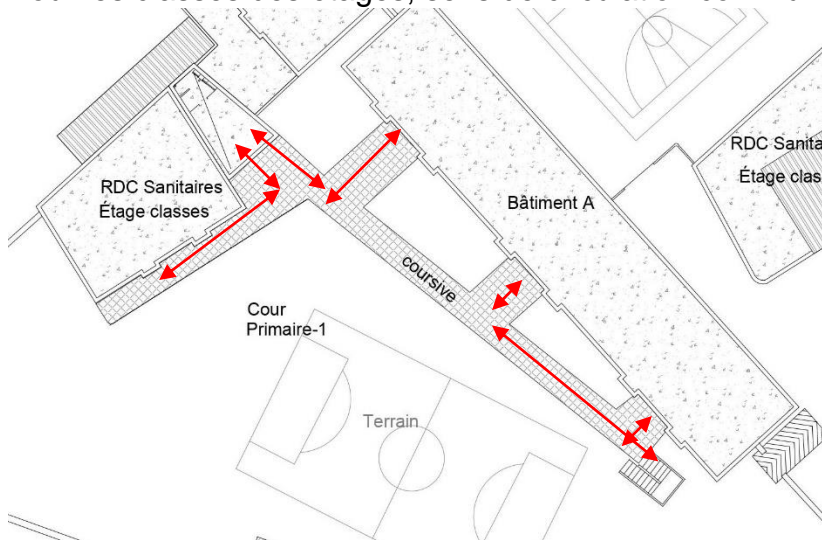 RDC Sanitaires
Étage classes
Bâtiment A
coursive
Cour
Primaire-1
Terrain
RDC Sanita
Étage clas